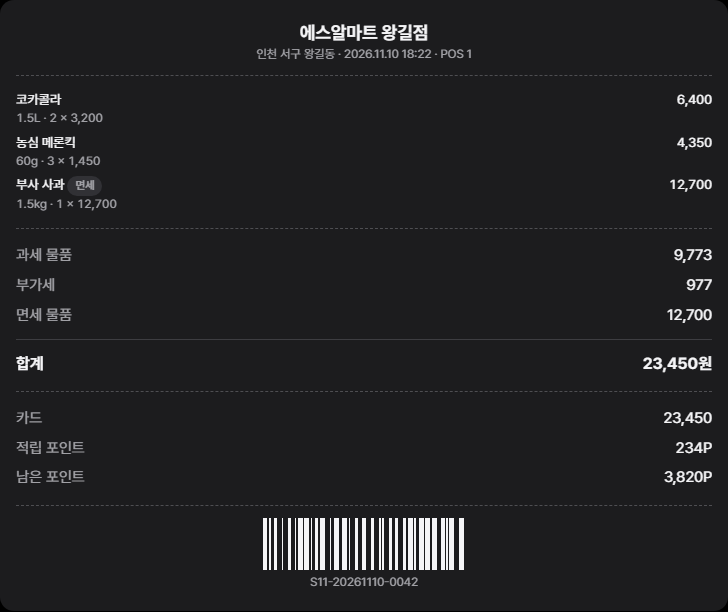 에스알마트 왕길점
인천 서구 왕길동 · 2026.11.10 18:22 · POS 1
코카콜라 6,400
1.5L · 2 × 3,200
농심 메론킥 4,350
60g · 3 × 1,450
부사 사과 면세 12,700
1.5kg · 1 × 12,700
과세 물품 9,773
부가세 977
면세 물품 12,700
합계 23,450원
카드 23,450
적립 포인트 234P
남은 포인트 3,820P
S11-20261110-0042